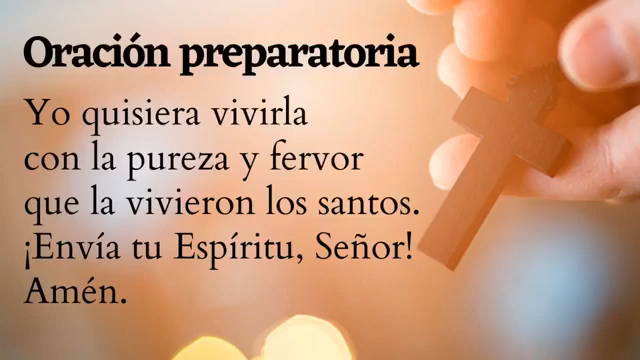 Oración preparatoria
Yo quisiera vivirla
con la pureza y fervor
que la vivieron los santos.
¡Envía tu Espíritu, Señor!
Amén.